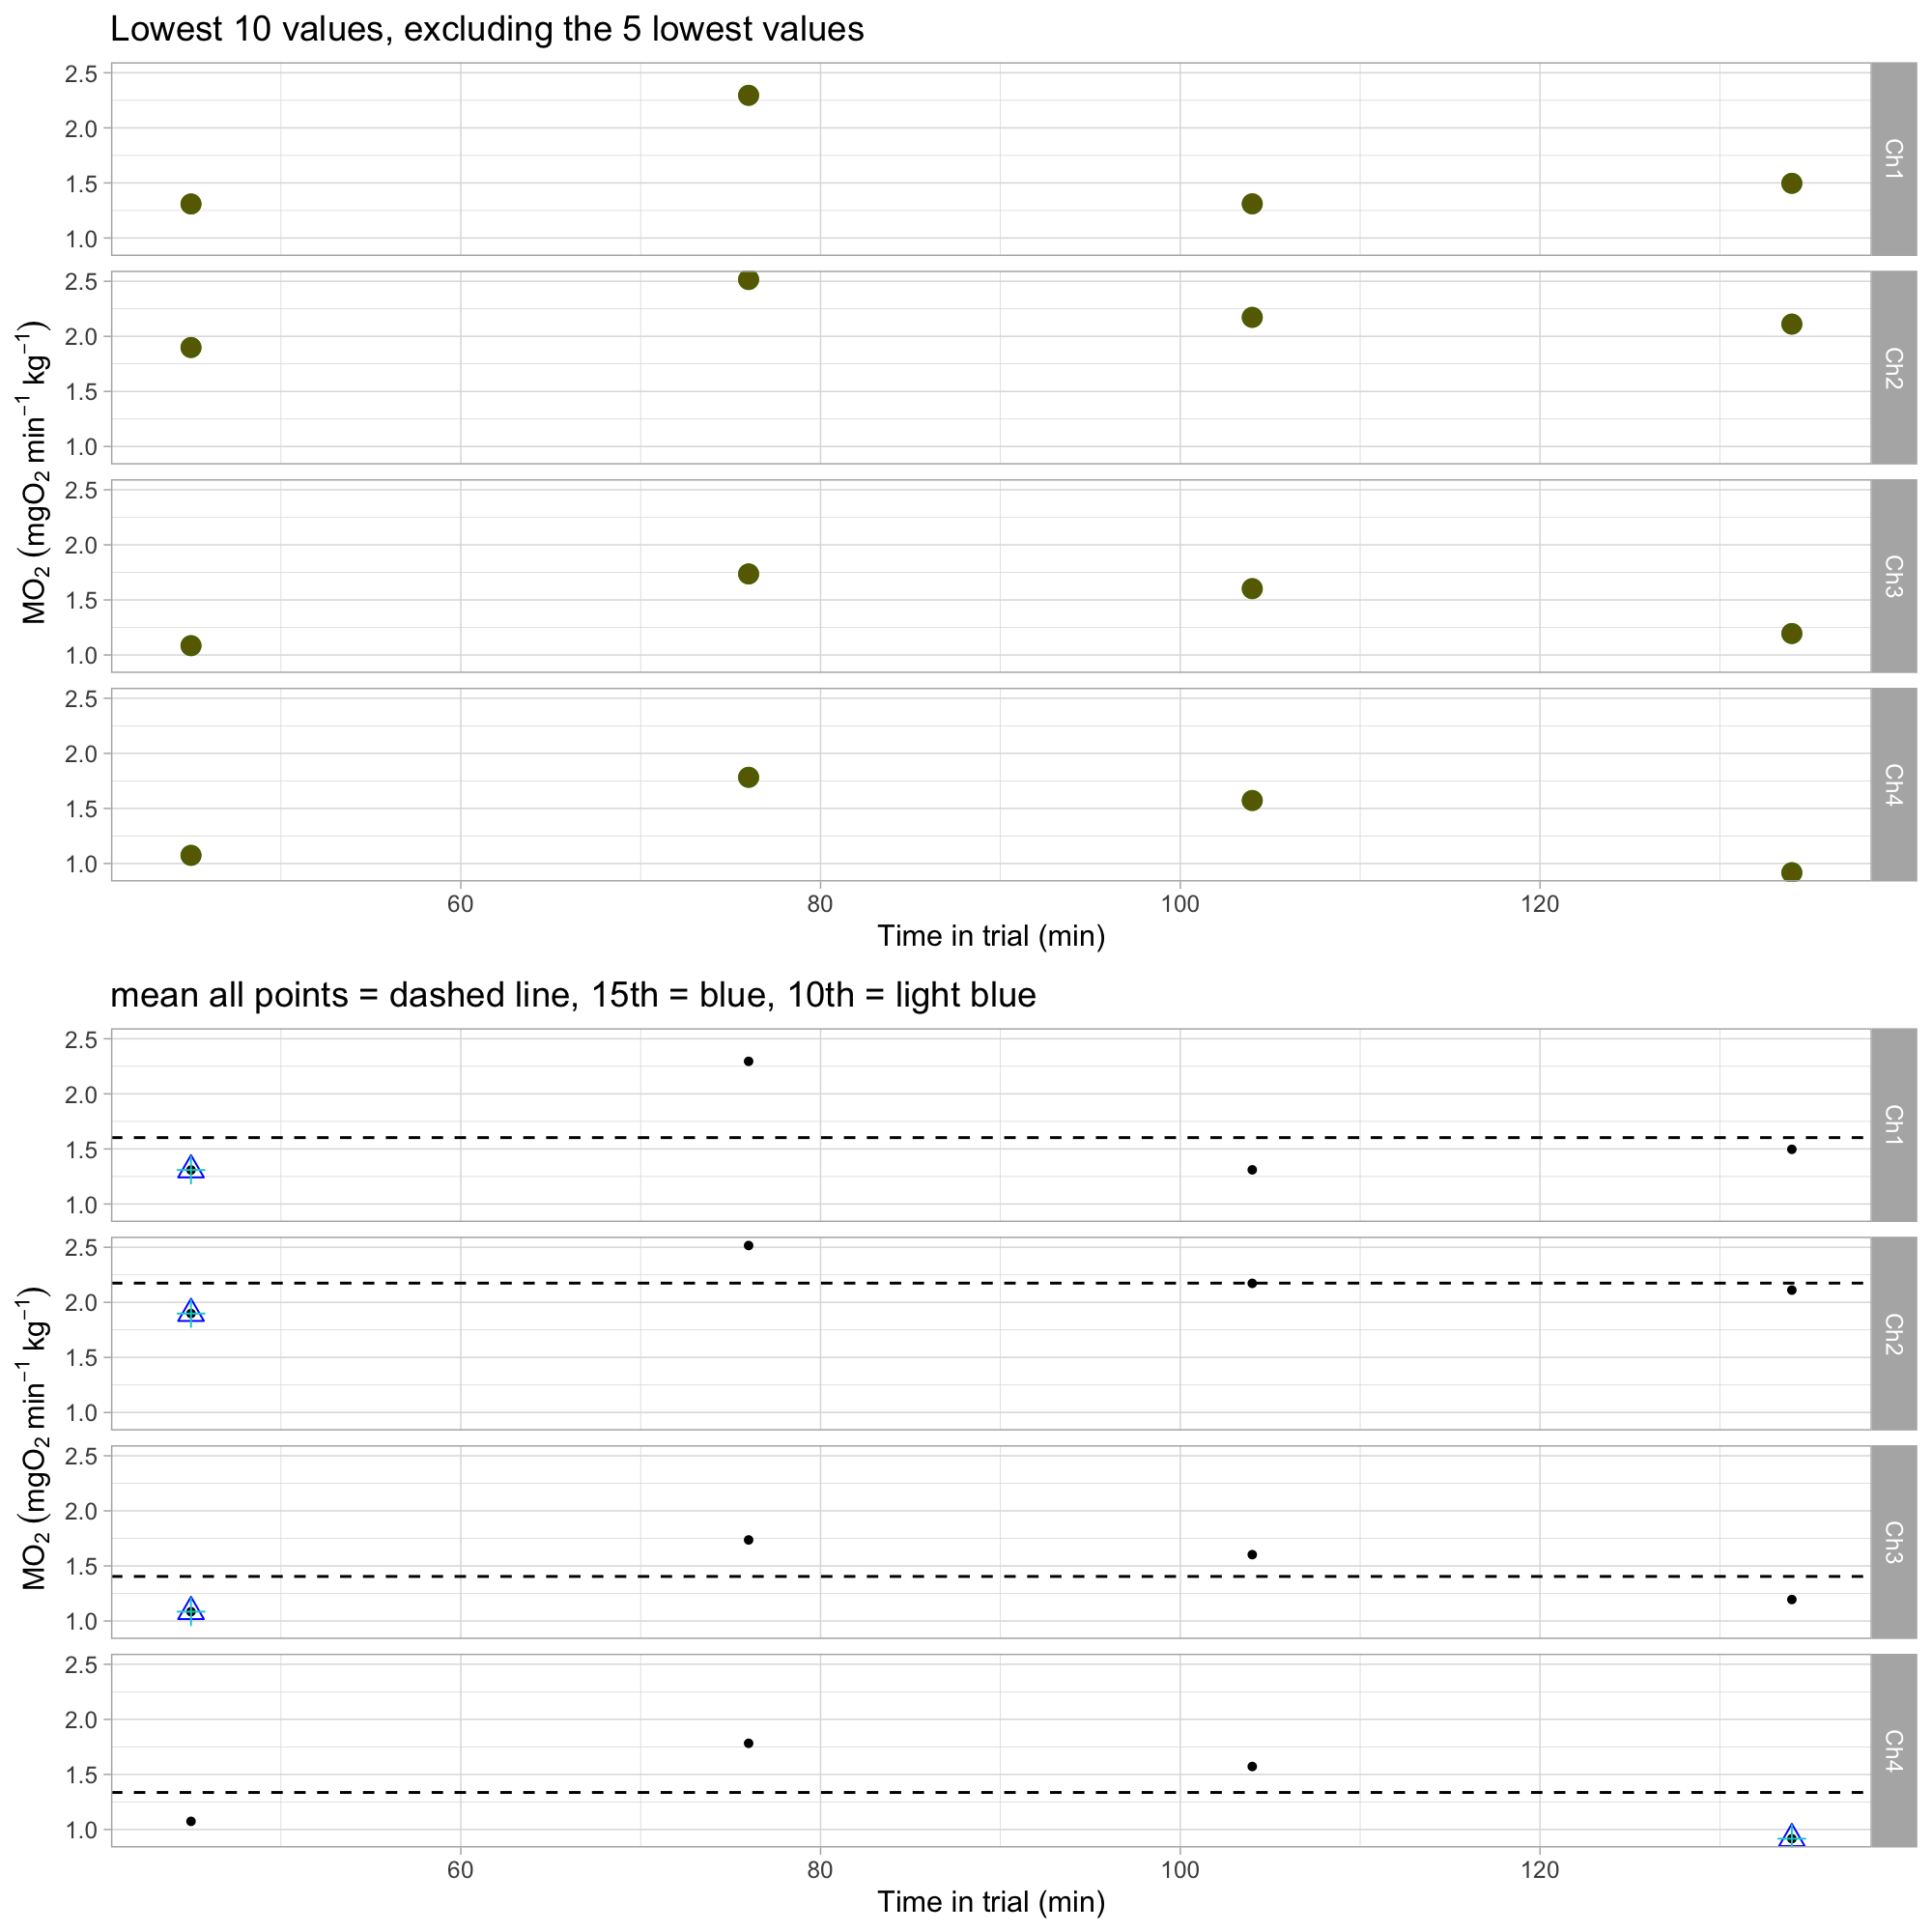 Lowest 10 values, excluding the 5 lowest values
2.5
2.0
1.5
1.0
Ch1
2.5
2.0
1.5
1.0
Ch2
MO₂ (mgO₂ min⁻¹ kg⁻¹)
2.5
2.0
1.5
1.0
Ch3
2.5
2.0
1.5
1.0
Ch4
60 80 100 120
Time in trial (min)
mean all points = dashed line, 15th = blue, 10th = light blue
2.5
2.0
1.5
1.0
Ch1
2.5
2.0
1.5
1.0
Ch2
MO₂ (mgO₂ min⁻¹ kg⁻¹)
2.5
2.0
1.5
1.0
Ch3
2.5
2.0
1.5
1.0
Ch4
60 80 100 120
Time in trial (min)